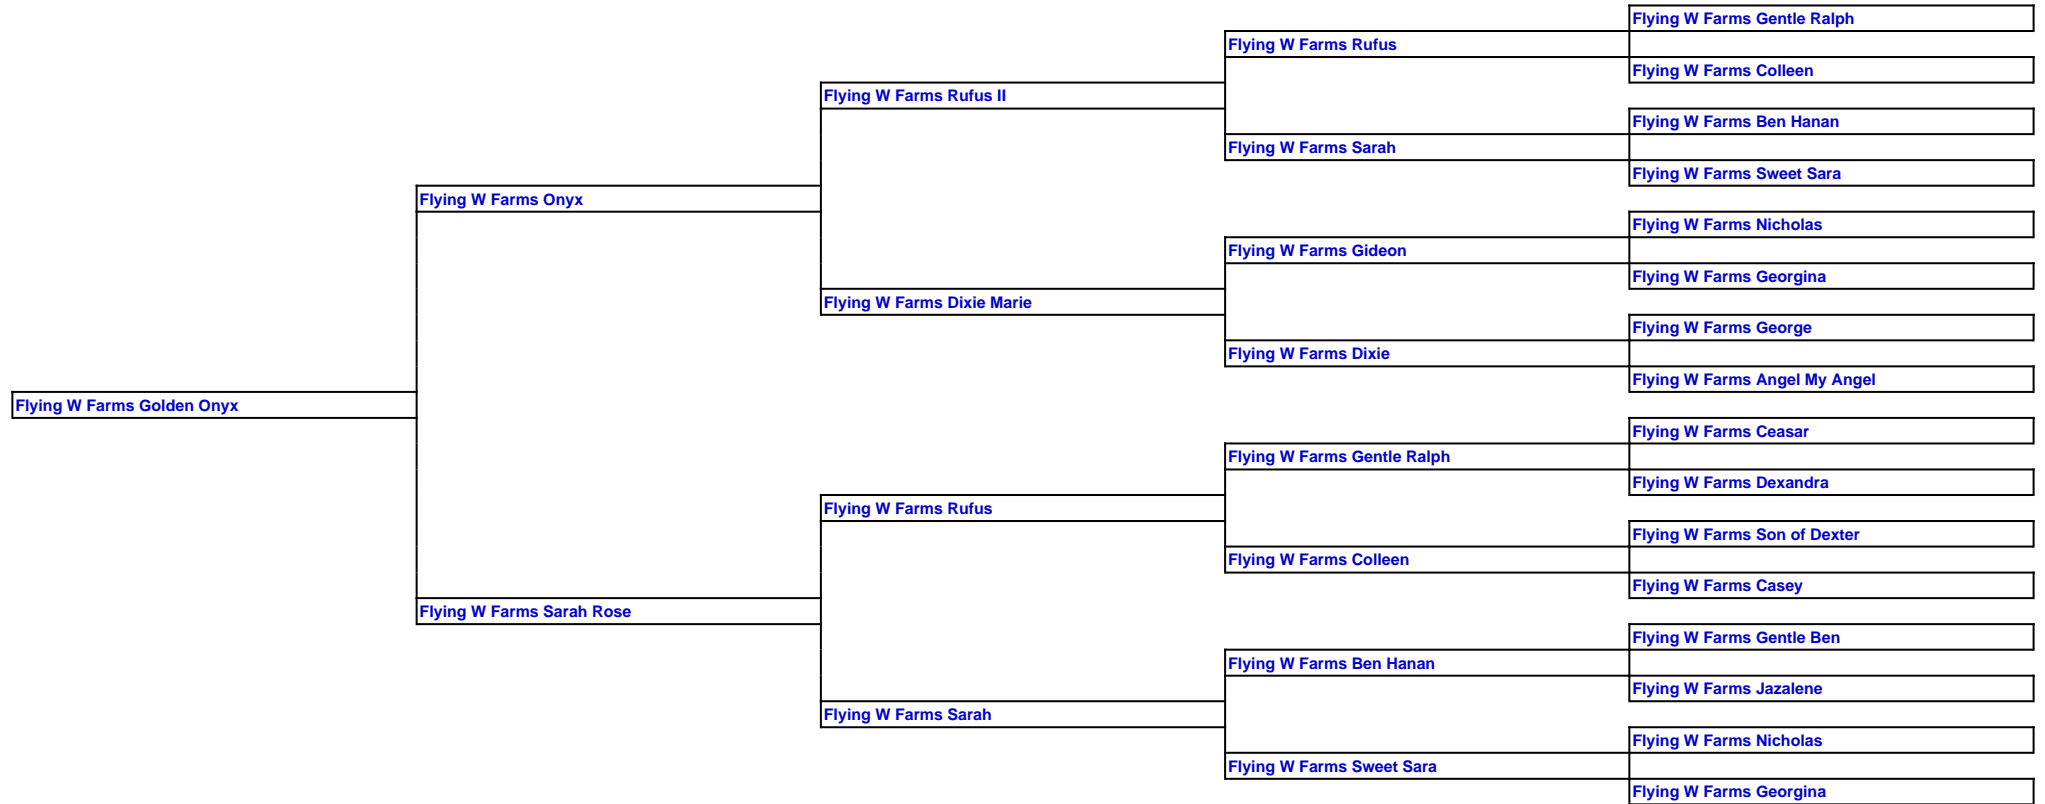 Flying W Farms Gentle Ralph
Flying W Farms Rufus
Flying W Farms Colleen
Flying W Farms Rufus II
Flying W Farms Ben Hanan
Flying W Farms Sarah
Flying W Farms Sweet Sara
Flying W Farms Onyx
Flying W Farms Nicholas
Flying W Farms Gideon
Flying W Farms Georgina
Flying W Farms Dixie Marie
Flying W Farms George
Flying W Farms Dixie
Flying W Farms Angel My Angel
Flying W Farms Golden Onyx
Flying W Farms Ceasar
Flying W Farms Gentle Ralph
Flying W Farms Dexandra
Flying W Farms Rufus
Flying W Farms Son of Dexter
Flying W Farms Colleen
Flying W Farms Casey
Flying W Farms Sarah Rose
Flying W Farms Gentle Ben
Flying W Farms Ben Hanan
Flying W Farms Jazalene
Flying W Farms Sarah
Flying W Farms Nicholas
Flying W Farms Sweet Sara
Flying W Farms Georgina